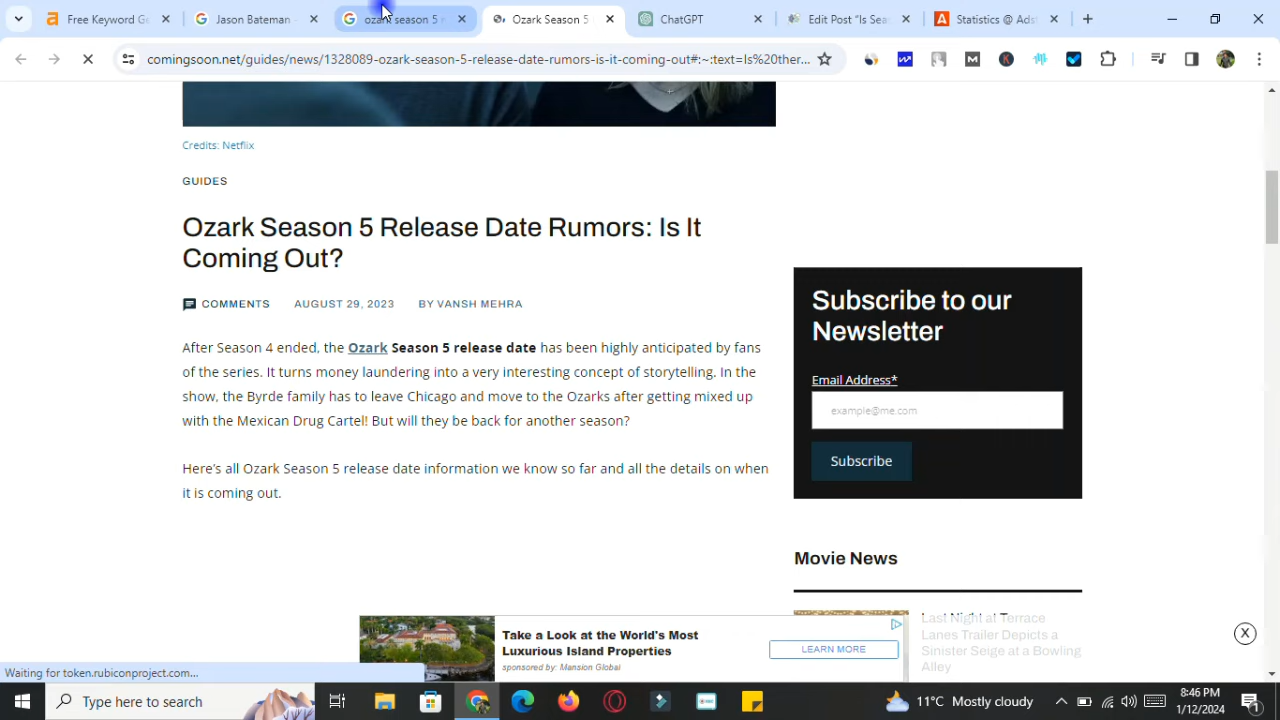 Free Keyword Ge
Jason Bateman -
ozark season 5 r
Ozark Season 5
ChatGPT
Edit Post "Is Sea
Statistics @ Ads
comingsoon.net/guides/news/1328089-ozark-season-5-release-date-rumors-is-it-coming-out#:~:text=Is%20ther...
Credits: Netflix
GUIDES
Ozark Season 5 Release Date Rumors: Is It
Coming Out?
COMMENTS AUGUST 29, 2023 BY VANSH MEHRA
After Season 4 ended, the Ozark Season 5 release date has been highly anticipated by fans
of the series. It turns money laundering into a very interesting concept of storytelling. In the
show, the Byrde family has to leave Chicago and move to the Ozarks after getting mixed up
with the Mexican Drug Cartel! But will they be back for another season?
Here's all Ozark Season 5 release date information we know so far and all the details on when
it is coming out.
Subscribe to our
Newsletter
Email Address*
example@me.com
Subscribe
Movie News
Last Night at Terrace
Lanes Trailer Depicts a
Sinister Seige at a Bowling
Alley
Take a Look at the World's Most
Luxurious Island Properties
sponsored by: Mansion Global
LEARN MORE
X
Waiting for token.rubiconproject.com...
Type here to search
11°C Mostly cloudy
8:46 PM
1/12/2024